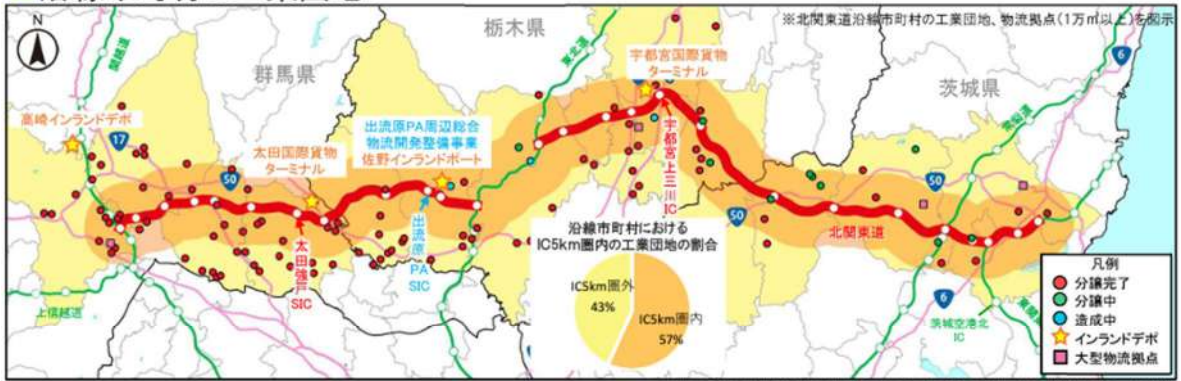 ※北関東道沿線市町村の工業団地、物流拠点(1万㎡以上)を図示
N
栃木県
群馬県
茨城県
関越道
東北道
常磐道
6
17
50
50
50
6
高崎インランドデポ
太田国際貨物
ターミナル
出流原PA周辺総合
物流開発整備事業
佐野インランドポート
宇都宮国際貨物
ターミナル
宇都宮上三川
IC
太田強戸
SIC
出流原
PA
SIC
北関東道
上信越道
茨城空港北
IC
沿線市町村における
IC5km圏内の工業団地の割合
IC5km圏外
43%
IC5km圏内
57%
凡例
分譲完了
分譲中
造成中
インランドデポ
大型物流拠点